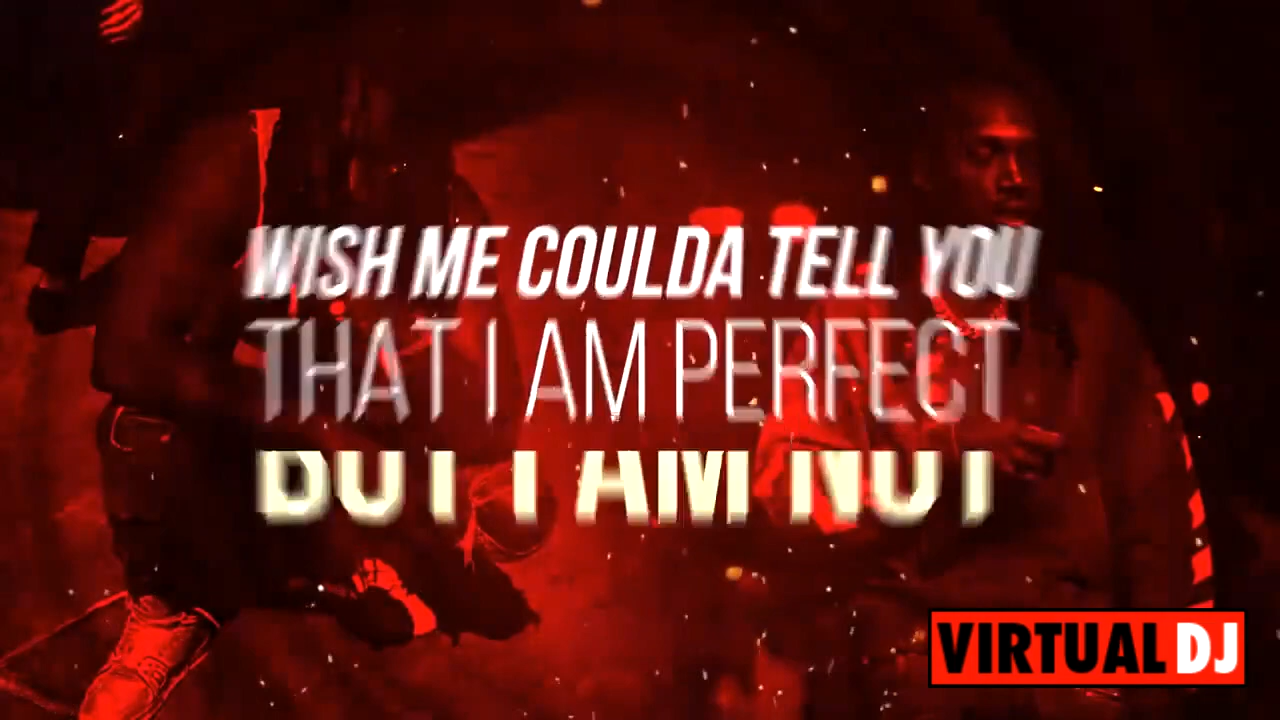 WISH ME COULDA TELL YOU
THAT I AM PERFECT
BUT I AM NOT
VIRTUAL DJ